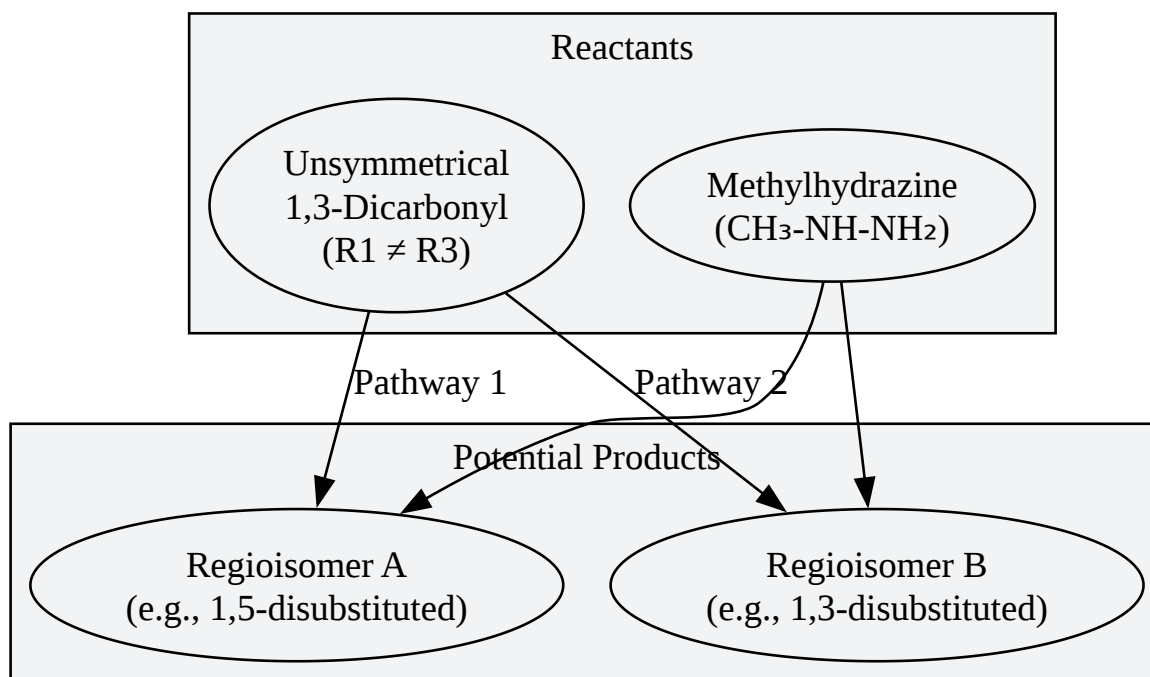 Reactants
Unsymmetrical
1,3-Dicarbonyl
(R1 ≠ R3)
Methylhydrazine
(CH₃-NH-NH₂)
Pathway 1
Pathway 2
Potential Products
Regioisomer A
(e.g., 1,5-disubstituted)
Regioisomer B
(e.g., 1,3-disubstituted)